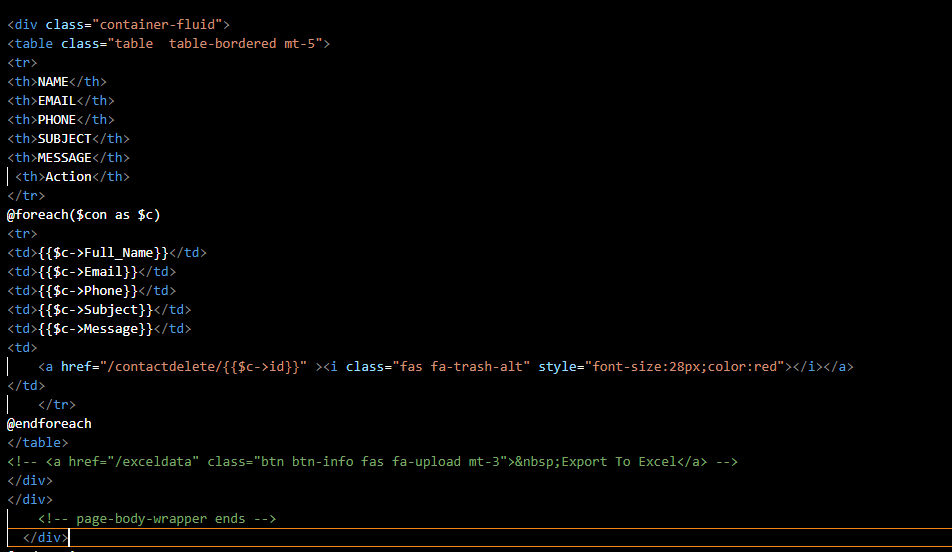 <div class="container-fluid">
<table class="table  table-bordered mt-5">
<tr>
<th>NAME</th>
<th>EMAIL</th>
<th>PHONE</th>
<th>SUBJECT</th>
<th>MESSAGE</th>
<th>Action</th>
</tr>
@foreach($con as $c)
<tr>
<td>{{$c->Full_Name}}</td>
<td>{{$c->Email}}</td>
<td>{{$c->Phone}}</td>
<td>{{$c->Subject}}</td>
<td>{{$c->Message}}</td>
<td>
<a href="/contactdelete/{{$c->id}}" ><i class="fas fa-trash-alt" style="font-size:28px;color:red"></i></a>
</td>
</tr>
@endforeach
</table>
<!-- <a href="/exceldata" class="btn btn-info fas fa-upload mt-3">&nbsp;Export To Excel</a> -->
</div>
</div>
<!-- page-body-wrapper ends -->
</div>